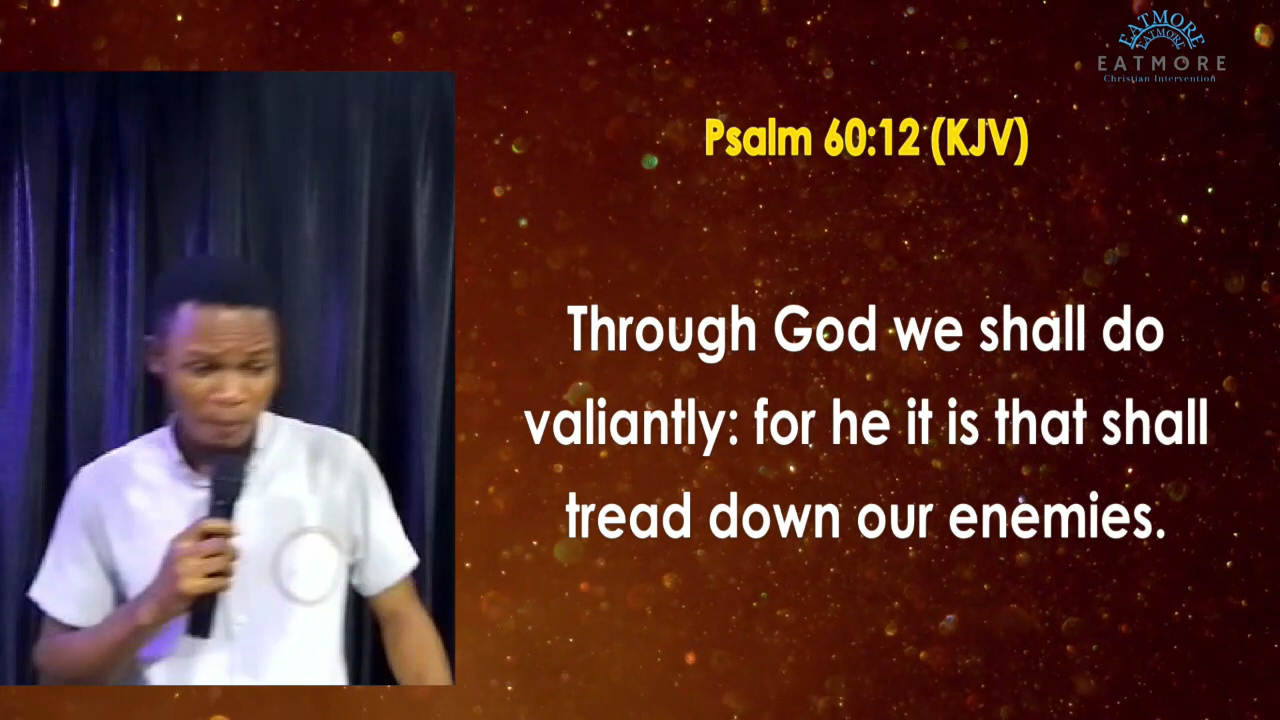 EATMORE
EATMORE
EATMORE
Christian Intervention
Psalm 60:12 (KJV)
Through God we shall do
valiantly: for he it is that shall
tread down our enemies.